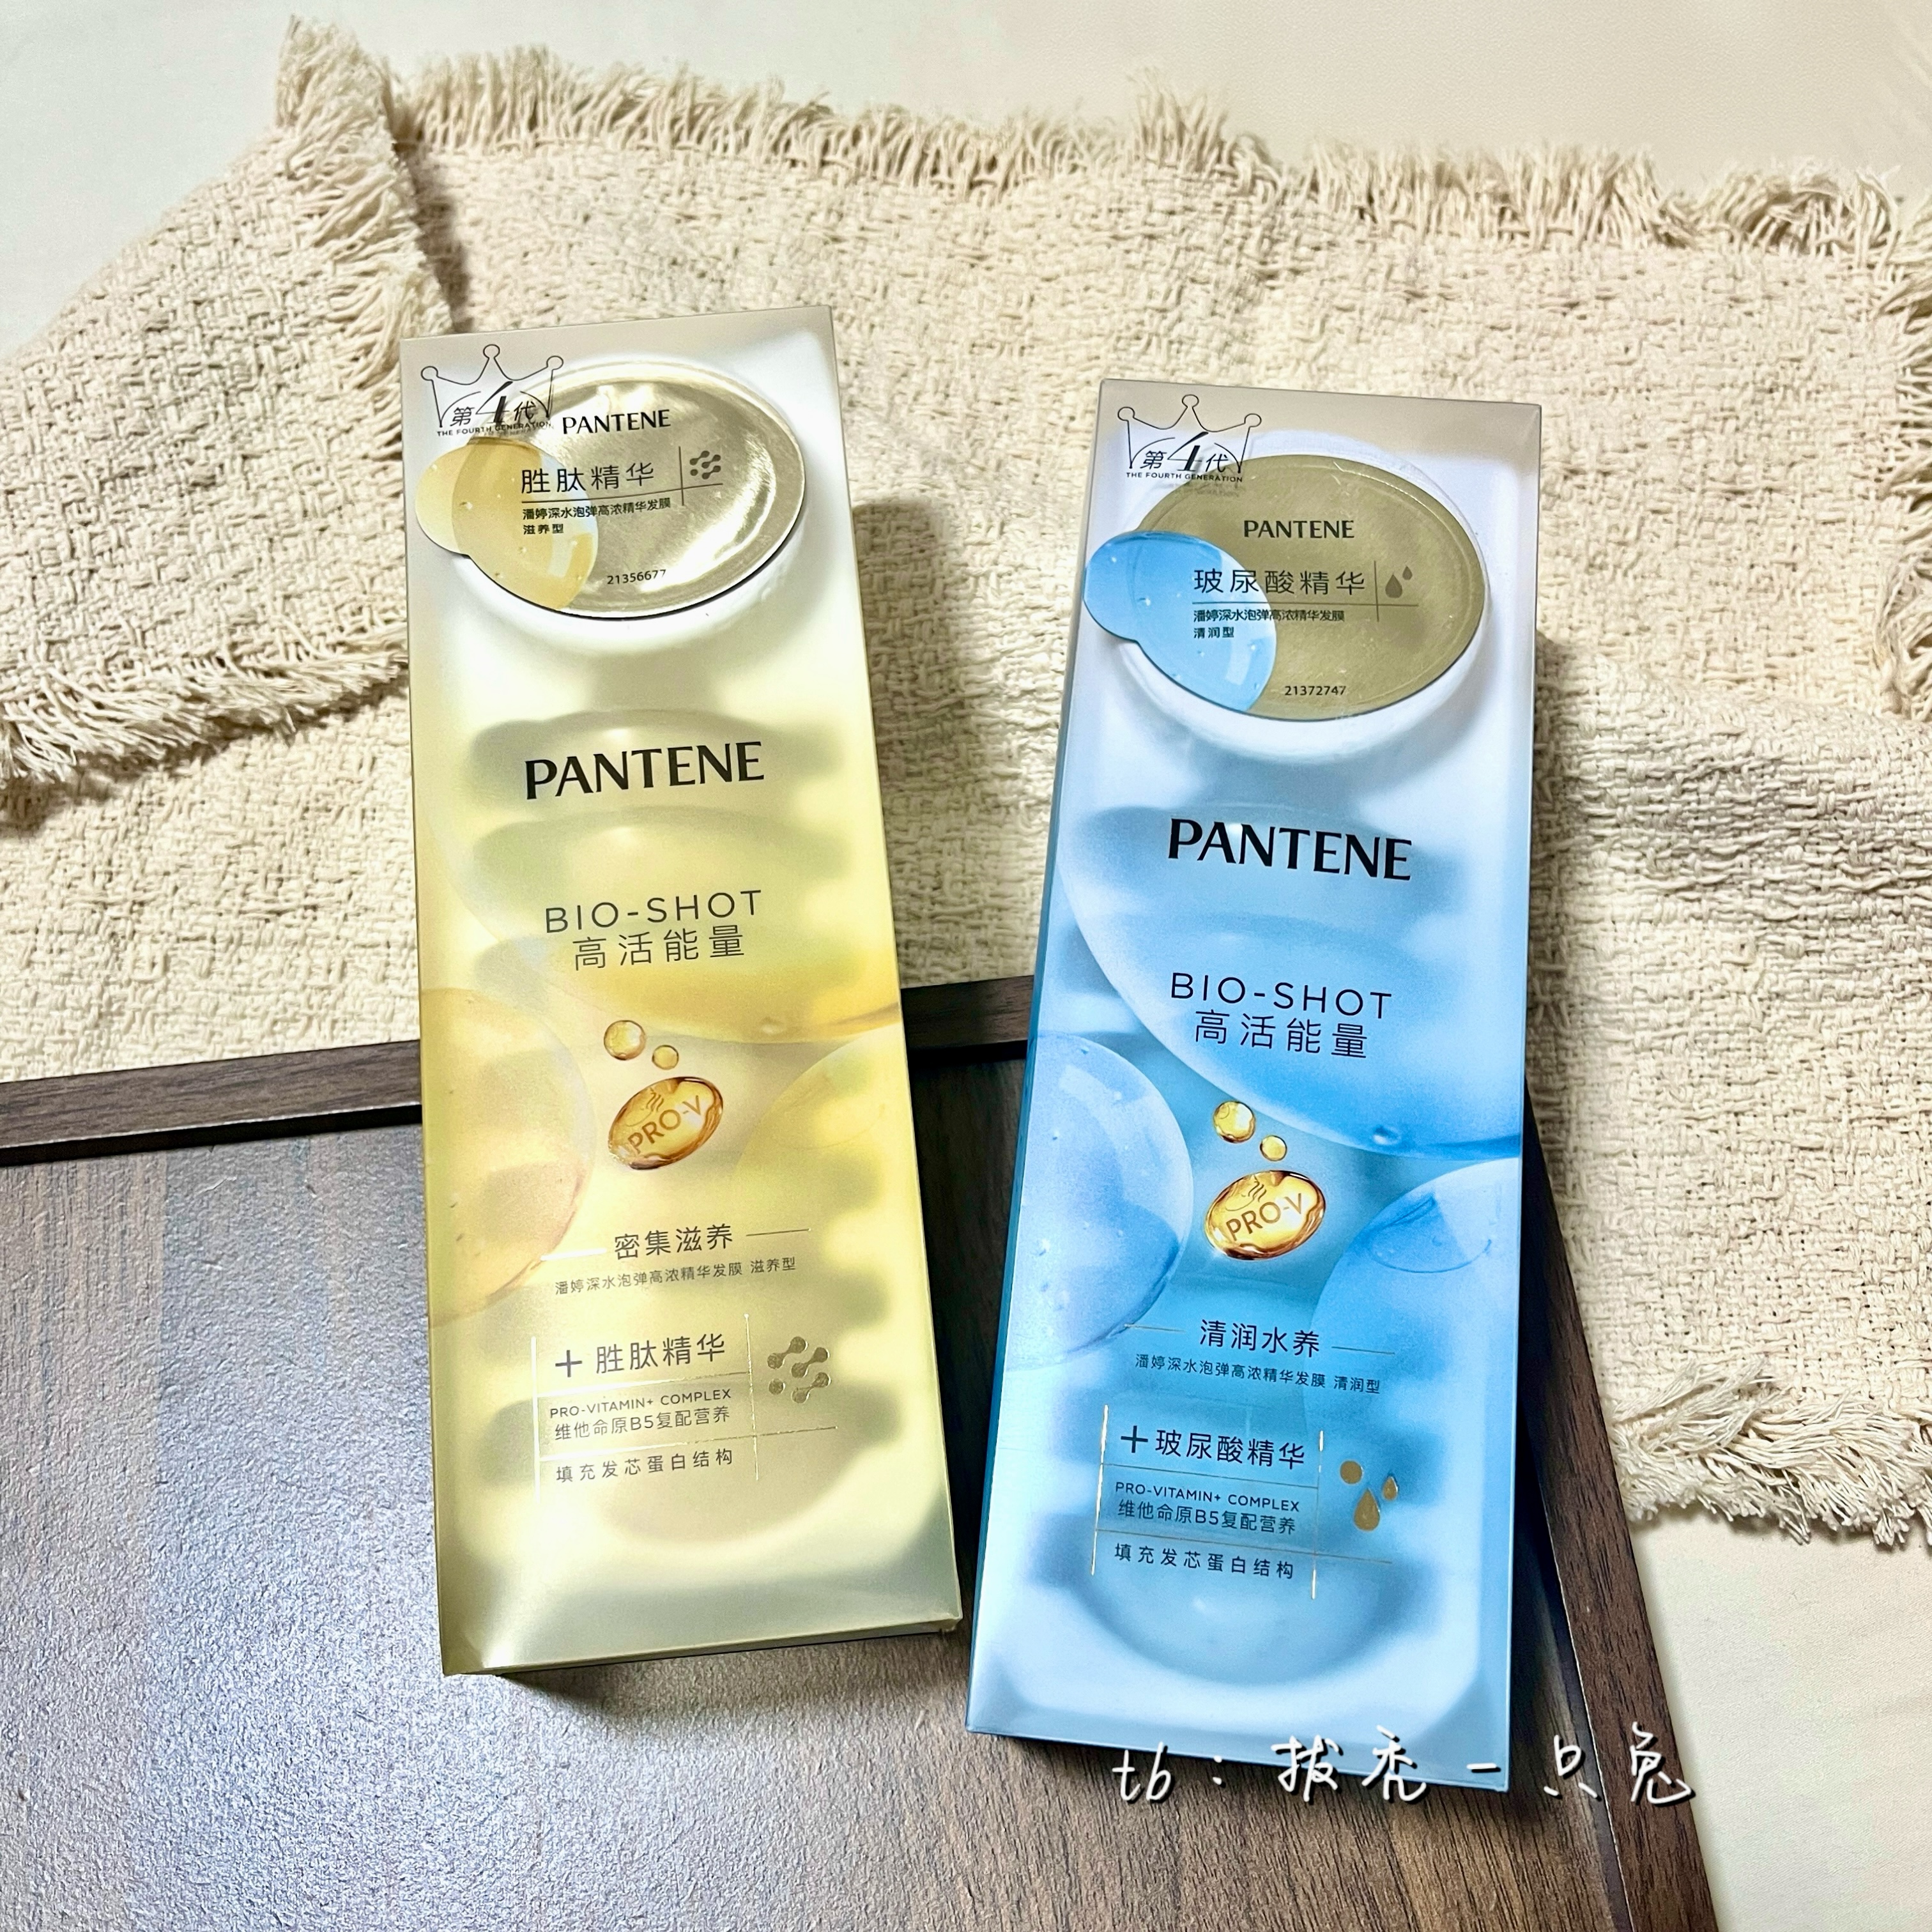 第4代
THE FOURTH GENERATION
PANTENE
胜肽精华
潘婷深水泡弹高浓精华发膜
滋养型
21356677
PANTENE
BIO-SHOT
高活能量
PRO-V
密集滋养
潘婷深水泡弹高浓精华发膜 滋养型
+胜肽精华
PRO-VITAMIN+ COMPLEX
维他命原B5复配营养
填充发芯蛋白结构
第4代
THE FOURTH GENERATION
PANTENE
玻尿酸精华
潘婷深水泡弹高浓精华发膜
清润型
21372747
PANTENE
BIO-SHOT
高活能量
PRO-V
清润水养
潘婷深水泡弹高浓精华发膜 清润型
+玻尿酸精华
PRO-VITAMIN+ COMPLEX
维他命原B5复配营养
填充发芯蛋白结构
tb：拔秃一只兔